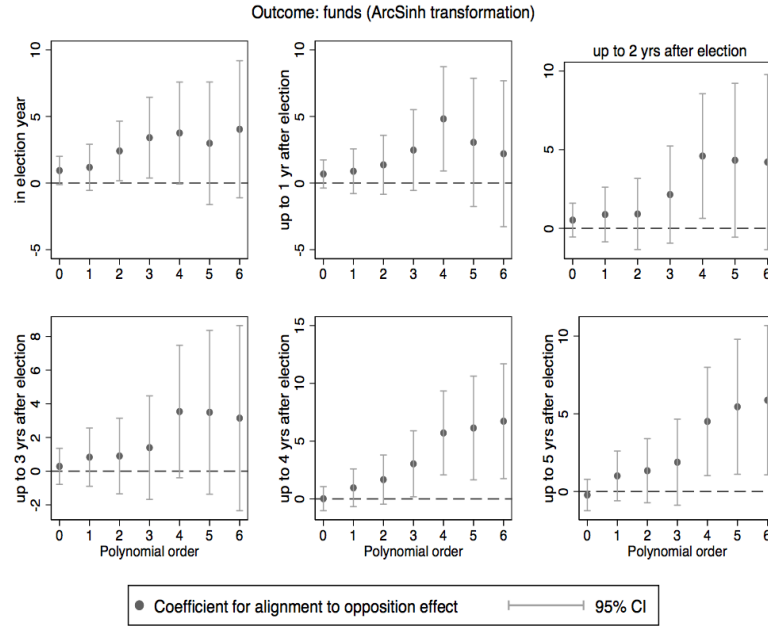 Outcome: funds (ArcSinh transformation)
in election year
10
5
0
-5
0 1 2 3 4 5 6
up to 1 yr after election
10
5
0
-5
0 1 2 3 4 5 6
up to 2 yrs after election
10
5
0
0 1 2 3 4 5 6
up to 3 yrs after election
8
6
4
2
0
-2
0 1 2 3 4 5 6
Polynomial order
up to 4 yrs after election
15
10
5
0
0 1 2 3 4 5 6
Polynomial order
up to 5 yrs after election
10
5
0
0 1 2 3 4 5 6
Polynomial order
Coefficient for alignment to opposition effect
95% CI